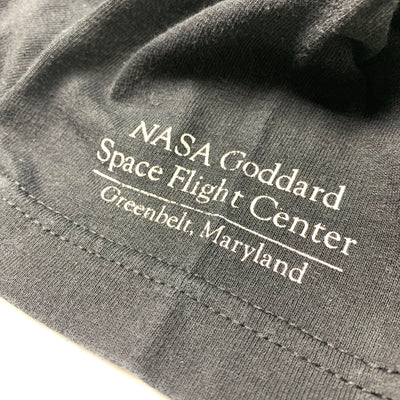 NASA Goddard
Space Flight Center
Greenbelt, Maryland